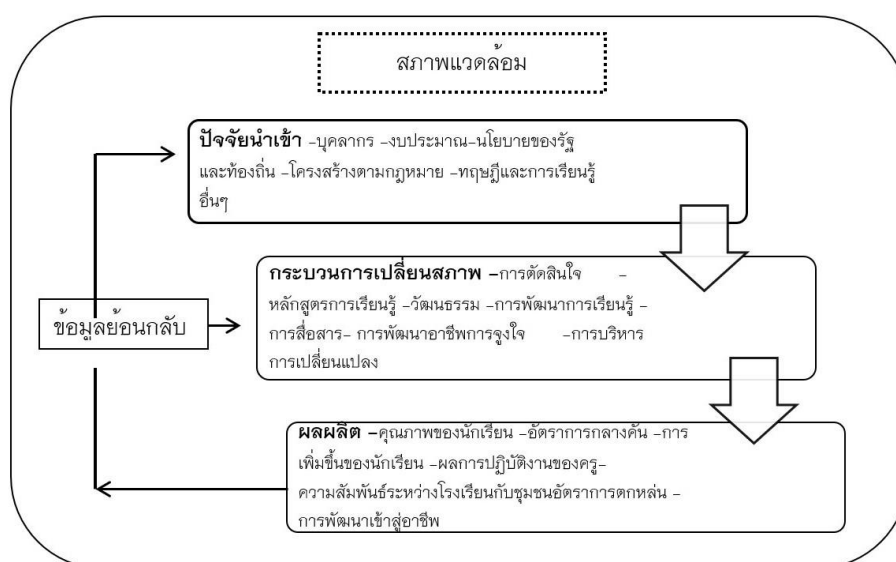 สภาพแวดล้อม
ปัจจัยนำเข้า –บุคลากร –งบประมาณ–นโยบายของรัฐ
และท้องถิ่น –โครงสร้างตามกฎหมาย –ทฤษฎีและการเรียนรู้
อื่นๆ
กระบวนการเปลี่ยนสภาพ –การตัดสินใจ –
หลักสูตรการเรียนรู้ –วัฒนธรรม –การพัฒนาการเรียนรู้ –
การสื่อสาร– การพัฒนาอาชีพการจูงใจ –การบริหาร
การเปลี่ยนแปลง
ข้อมูลย้อนกลับ
ผลผลิต –คุณภาพของนักเรียน –อัตราการกลางคัน –การ
เพิ่มขึ้นของนักเรียน –ผลการปฏิบัติงานของครู–
ความสัมพันธ์ระหว่างโรงเรียนกับชุมชนอัตราการตกหล่น –
การพัฒนาเข้าสู่อาชีพ